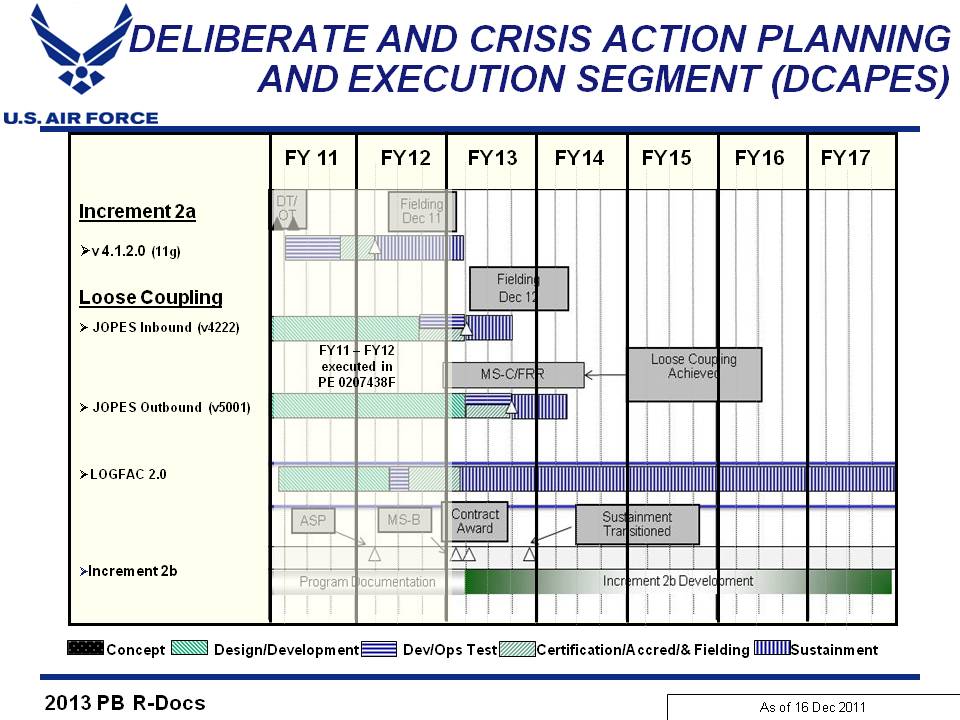 DELIBERATE AND CRISIS ACTION PLANNING
AND EXECUTION SEGMENT (DCAPES)
U.S. AIR FORCE
FY 11 FY12 FY13 FY14 FY15 FY16 FY17
DT/
OT
Fielding
Dec 11
Increment 2a
v 4.1.2.0 (11g)
Fielding
Dec 12
Loose Coupling
JOPES Inbound (v4222)
FY11 – FY12
executed in
PE 0207438F
MS-C/FRR
Loose Coupling
Achieved
JOPES Outbound (v5001)
LOGFAC 2.0
ASP
MS-B
Contract
Award
Sustainment
Transitioned
Increment 2b
Program Documentation
Increment 2b Development
Concept Design/Development Dev/Ops Test Certification/Accred/& Fielding Sustainment
2013 PB R-Docs
As of 16 Dec 2011